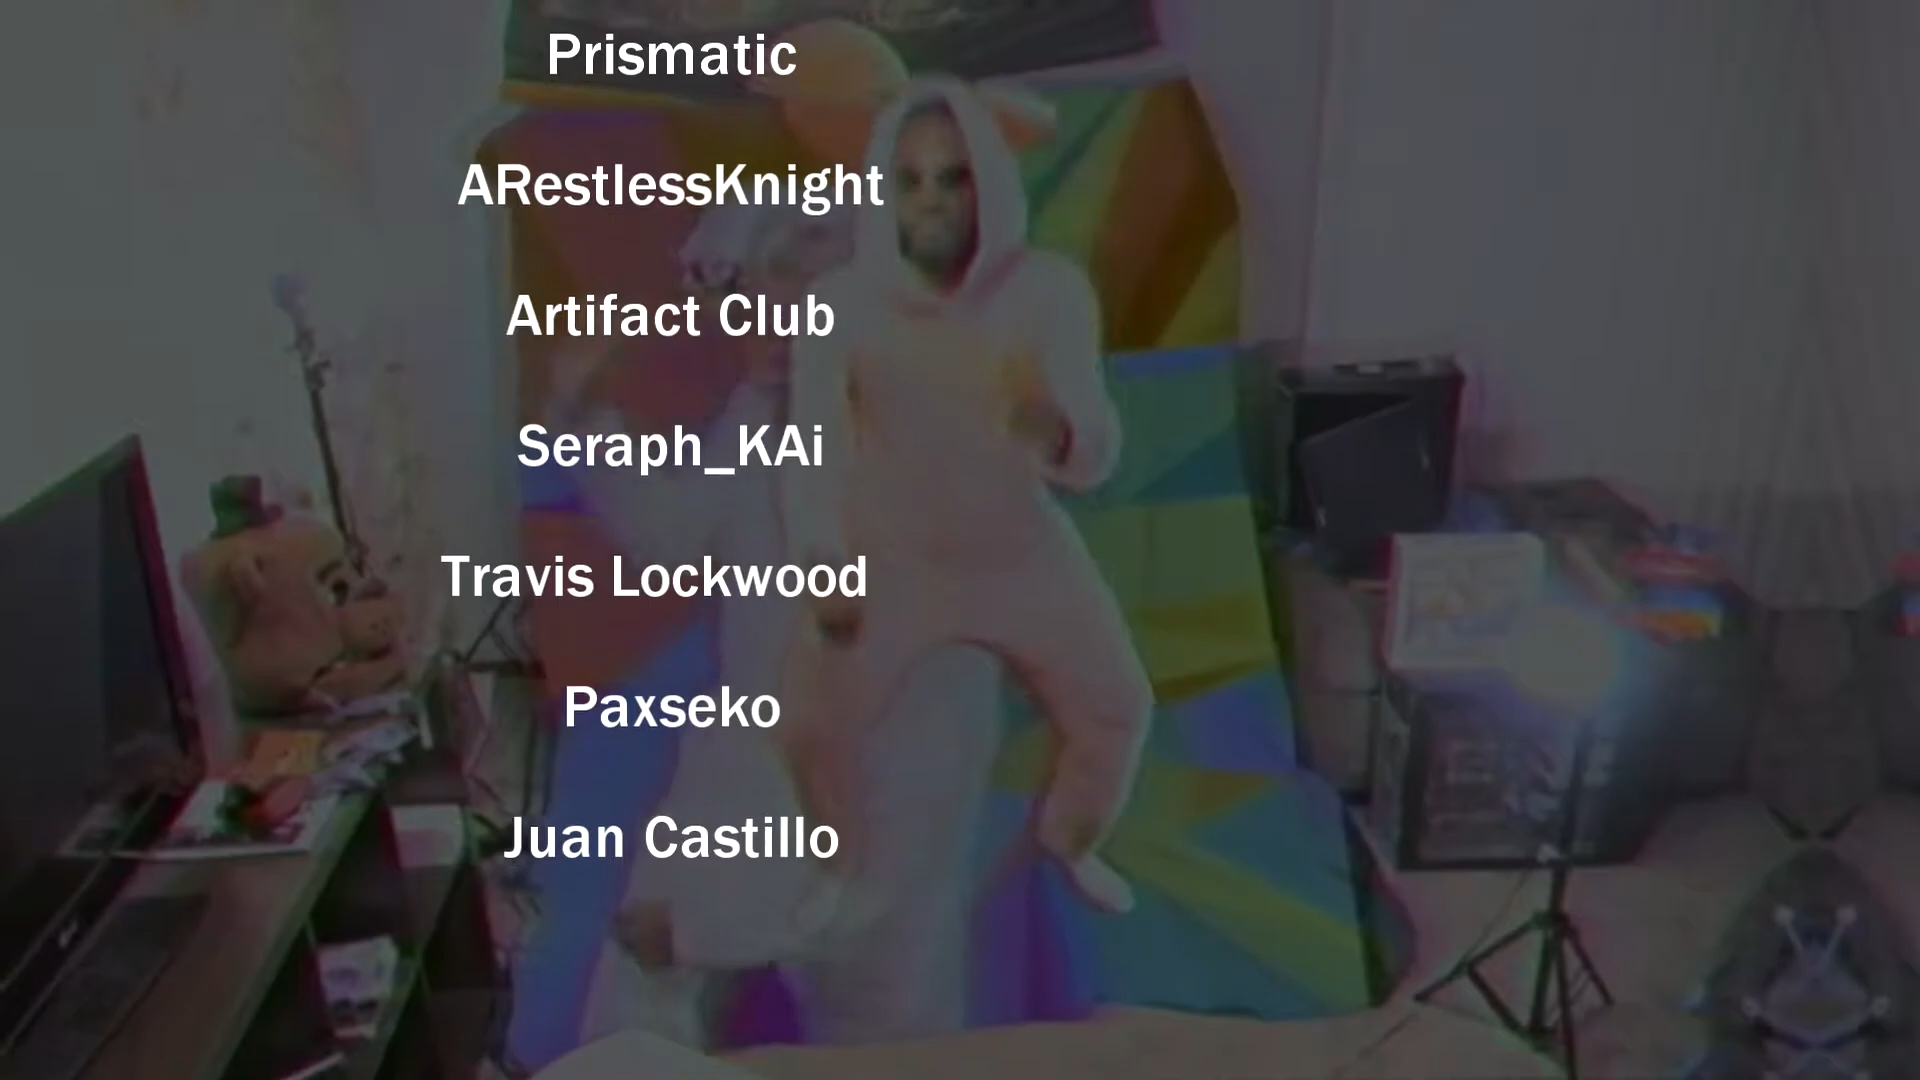 Prismatic
ARestlessKnight
Artifact Club
Seraph_KAi
Travis Lockwood
Paxseko
Juan Castillo